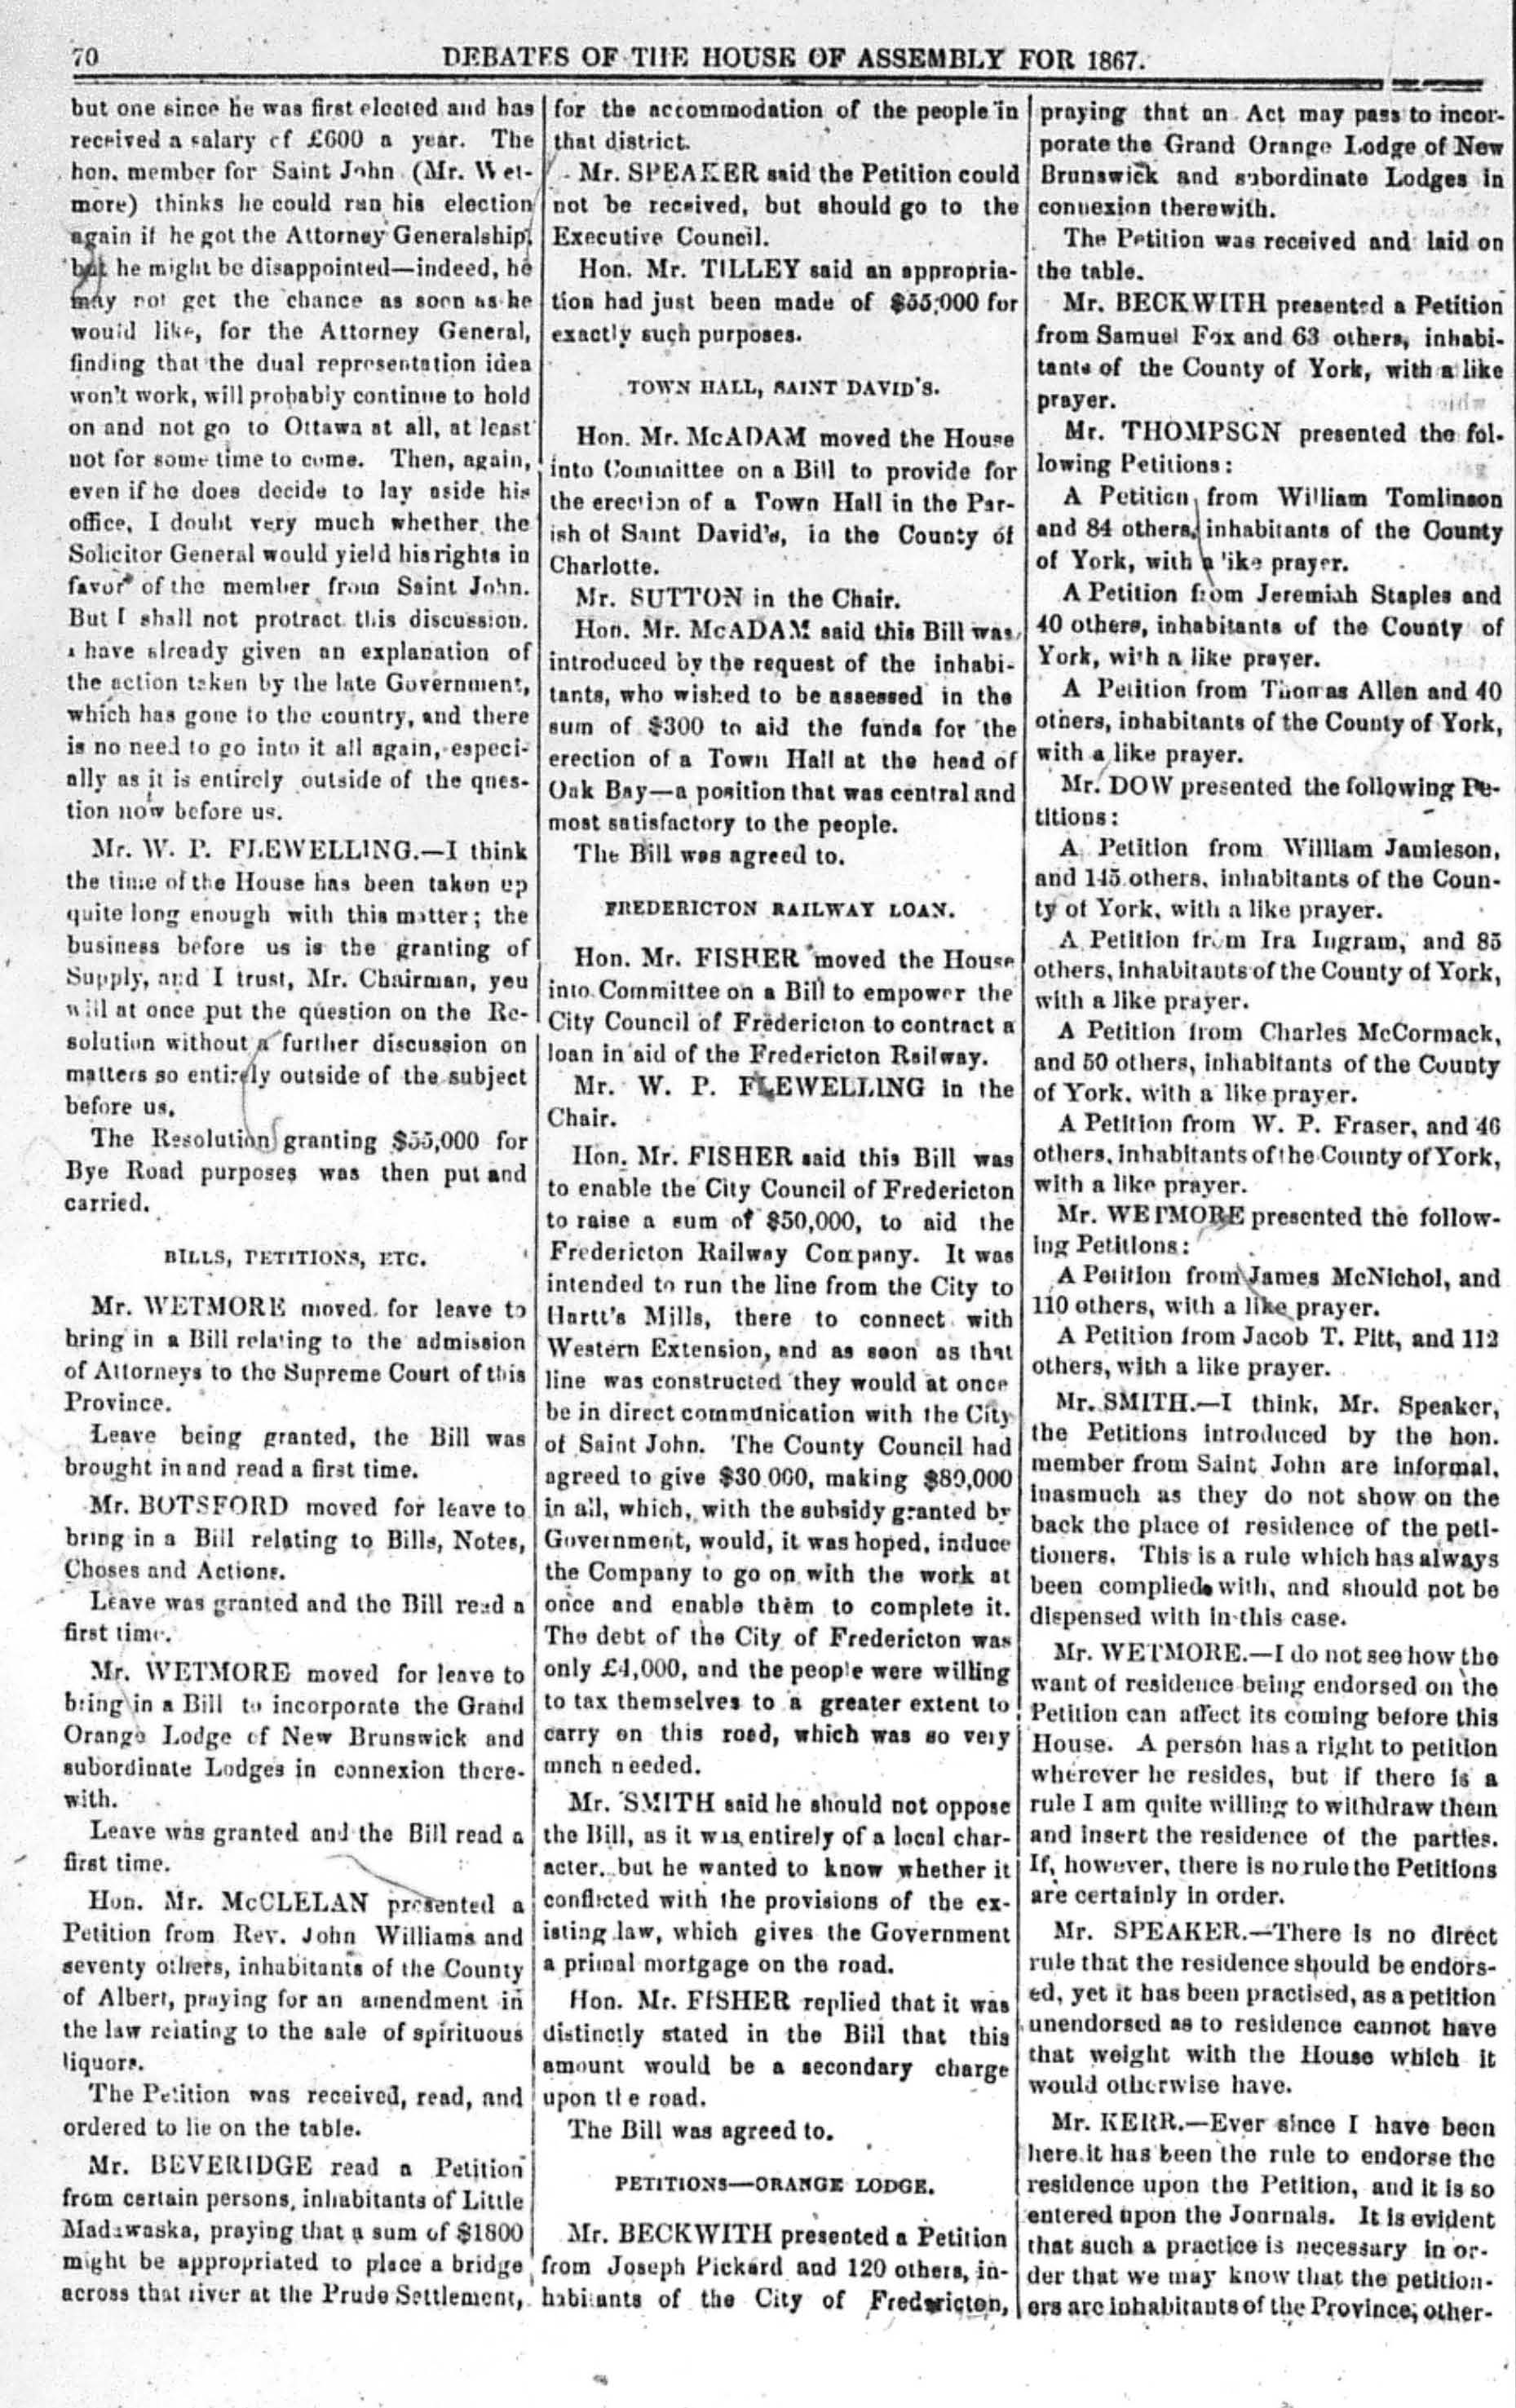 70
DEBATES OF THE HOUSE OF ASSEMBLY FOR 1867.
but one since he was first elected and has
received a salary of £600 a year. The
hon. member for Saint John (Mr. Wet-
more) thinks he could run his election
again if he got the Attorney Generalship,
but he might be disappointed—indeed, he
may not get the chance as soon as he
would like, for the Attorney General,
finding that the dual representation idea
won't work, will probably continue to hold
on and not go to Ottawa at all, at least
not for some time to come. Then, again,
even if he does decide to lay aside his
office, I doubt very much whether the
Solicitor General would yield his rights in
favor of the member from Saint John.
But I shall not protract this discussion.
I have already given an explanation of
the action taken by the late Government,
which has gone to the country, and there
is no need to go into it all again, especi-
ally as it is entirely outside of the ques-
tion now before us.
Mr. W. P. FLEWELLING.—I think
the time of the House has been taken up
quite long enough with this matter; the
business before us is the granting of
Supply, and I trust, Mr. Chairman, you
will at once put the question on the Re-
solution without a further discussion on
matters so entirely outside of the subject
before us.
The Resolution granting $55,000 for
Bye Road purposes was then put and
carried.
BILLS, PETITIONS, ETC.
Mr. WETMORE moved for leave to
bring in a Bill relating to the admission
of Attorneys to the Supreme Court of this
Province.
Leave being granted, the Bill was
brought in and read a first time.
Mr. BOTSFORD moved for leave to
bring in a Bill relating to Bills, Notes,
Choses and Actions.
Leave was granted and the Bill read a
first time.
Mr. WETMORE moved for leave to
bring in a Bill to incorporate the Grand
Orange Lodge of New Brunswick and
subordinate Lodges in connexion there-
with.
Leave was granted and the Bill read a
first time.
Hon. Mr. McCLELAN presented a
Petition from Rev. John Williams and
seventy others, inhabitants of the County
of Albert, praying for an amendment in
the law relating to the sale of spirituous
liquors.
The Petition was received, read, and
ordered to lie on the table.
Mr. BEVERIDGE read a Petition
from certain persons, inhabitants of Little
Madawaska, praying that a sum of $1800
might be appropriated to place a bridge
across that river at the Prude Settlement,
for the accommodation of the people in
that district.
Mr. SPEAKER said the Petition could
not be received, but should go to the
Executive Council.
Hon. Mr. TILLEY said an appropria-
tion had just been made of $55,000 for
exactly such purposes.
TOWN HALL, SAINT DAVID'S.
Hon. Mr. McADAM moved the House
into Committee on a Bill to provide for
the erection of a Town Hall in the Par-
ish of Saint David's, in the County of
Charlotte.
Mr. SUTTON in the Chair.
Hon. Mr. McADAM said this Bill was
introduced by the request of the inhabi-
tants, who wished to be assessed in the
sum of $300 to aid the funds for the
erection of a Town Hall at the head of
Oak Bay—a position that was central and
most satisfactory to the people.
The Bill was agreed to.
FREDERICTON RAILWAY LOAN.
Hon. Mr. FISHER moved the House
into Committee on a Bill to empower the
City Council of Fredericton to contract a
loan in aid of the Fredericton Railway.
Mr. W. P. FLEWELLING in the
Chair.
Hon. Mr. FISHER said this Bill was
to enable the City Council of Fredericton
to raise a sum of $50,000, to aid the
Fredericton Railway Company. It was
intended to run the line from the City to
Hartt's Mills, there to connect with
Western Extension, and as soon as that
line was constructed they would at once
be in direct communication with the City
of Saint John. The County Council had
agreed to give $30.000, making $80,000
in all, which, with the subsidy granted by
Government, would, it was hoped, induce
the Company to go on with the work at
once and enable them to complete it.
The debt of the City of Fredericton was
only £4,000, and the people were willing
to tax themselves to a greater extent to
carry on this road, which was so very
mnch needed.
Mr. SMITH said he should not oppose
the Bill, as it was entirely of a local char-
acter, but he wanted to know whether it
conflicted with the provisions of the ex-
isting law, which gives the Government
a primal mortgage on the road.
Hon. Mr. FISHER replied that it was
distinctly stated in the Bill that this
amount would be a secondary charge
upon the road.
The Bill was agreed to.
PETITIONS—ORANGE LODGE.
Mr. BECKWITH presented a Petition
from Joseph Pickard and 120 others, in-
habitants of the City of Fredericton,
praying that an Act may pass to incor-
porate the Grand Orange Lodge of New
Brunswick and subordinate Lodges in
connexion therewith.
The Petition was received and laid on
the table.
Mr. BECKWITH presented a Petition
from Samuel Fox and 63 others, inhabi-
tants of the County of York, with a like
prayer.
Mr. THOMPSON presented the fol-
lowing Petitions:
A Petition from William Tomlinson
and 84 others, inhabitants of the County
of York, with a like prayer.
A Petition from Jeremiah Staples and
40 others, inhabitants of the County of
York, with a like prayer.
A Petition from Thomas Allen and 40
others, inhabitants of the County of York,
with a like prayer.
Mr. DOW presented the following Pe-
titions:
A Petition from William Jamieson,
and 145 others, inhabitants of the Coun-
ty of York, with a like prayer.
A Petition from Ira Ingram, and 85
others, inhabitants of the County of York,
with a like prayer.
A Petition from Charles McCormack,
and 50 others, inhabitants of the County
of York, with a like prayer.
A Petition from W. P. Fraser, and 46
others, inhabitants of the County of York,
with a like prayer.
Mr. WETMORE presented the follow-
ing Petitions:
A Petition from James McNichol, and
110 others, with a like prayer.
A Petition from Jacob T. Pitt, and 112
others, with a like prayer.
Mr. SMITH.—I think, Mr. Speaker,
the Petitions introduced by the hon.
member from Saint John are informal,
inasmuch as they do not show on the
back the place of residence of the peti-
tioners. This is a rule which has always
been complied with, and should not be
dispensed with in this case.
Mr. WETMORE.—I do not see how the
want of residence being endorsed on the
Petition can affect its coming before this
House. A person has a right to petition
wherever he resides, but if there is a
rule I am quite willing to withdraw them
and insert the residence of the parties.
If, however, there is no rule the Petitions
are certainly in order.
Mr. SPEAKER.—There is no direct
rule that the residence should be endors-
ed, yet it has been practised, as a petition
unendorsed as to residence cannot have
that weight with the House which it
would otherwise have.
Mr. KERR.—Ever since I have been
here it has been the rule to endorse the
residence upon the Petition, and it is so
entered upon the Journals. It is evident
that such a practice is necessary in or-
der that we may know that the petition-
ers are inhabitants of the Province; other-